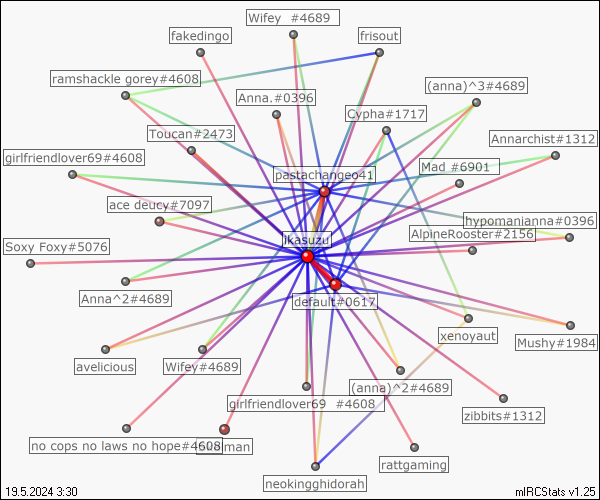 Wifey #4689
fakedingo
frisout
ramshackle gorey#4608
(anna)^3#4689
Anna.#0396
Cypha#1717
Toucan#2473
Annarchist#1312
girlfriendlover69#4608
Mad #6901
pastachangeo41
ace deucy#7097
hypomanianna#0396
AlpineRooster#2156
Ikasuzu
Soxy Foxy#5076
Anna^2#4689
default#0617
xenoyaut
Mushy#1984
avelicious
Wifey#4689
(anna)^2#4689
girlfriendlover69 #4608
zibbits#1312
no cops no laws no hope#4608
man
rattgaming
neokingghidorah
19.5.2024 3:30
mIRCStats v1.25